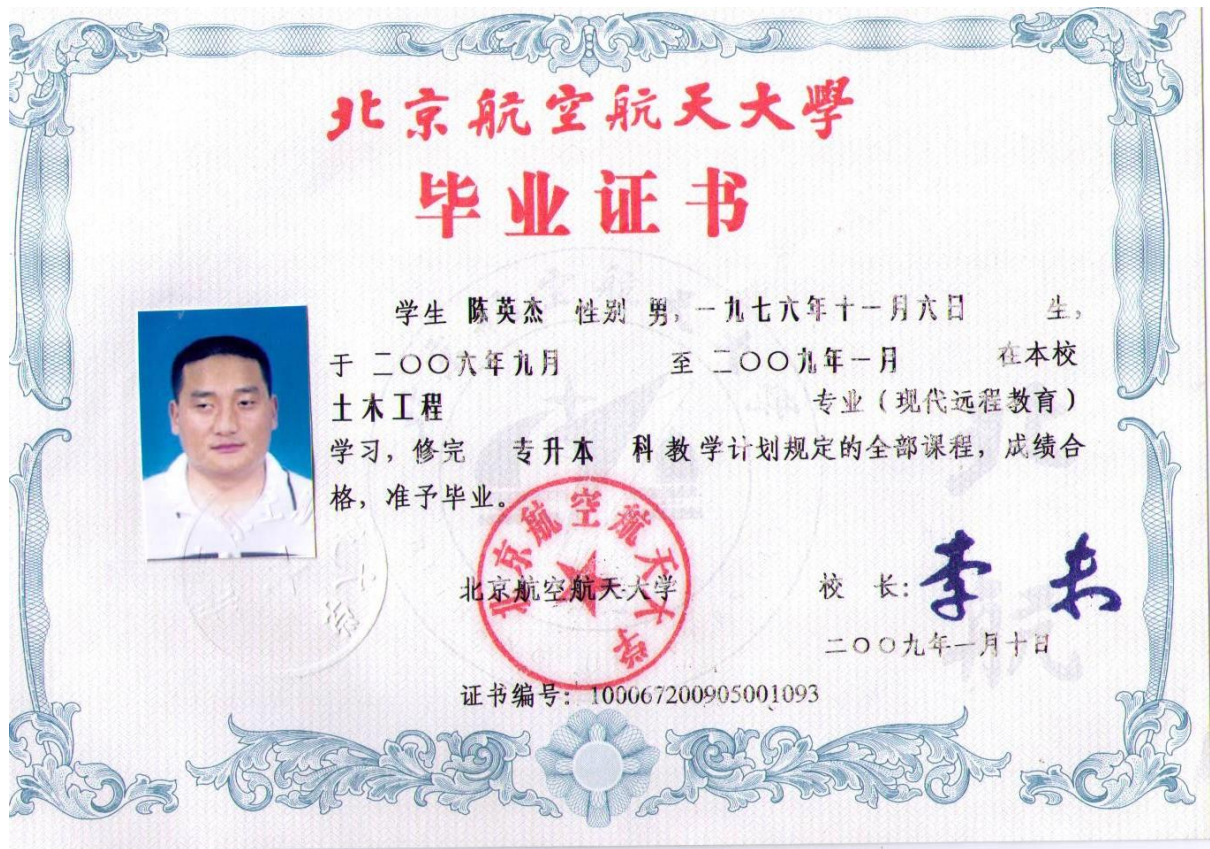 北京航空航天大學
毕业证书
学生 陈英杰 性别 男，一九七六年十一月六日 生，
于 二〇〇六年九月 至 二〇〇九年一月 在本校
土木工程 专业（现代远程教育）
学习，修完 专升本 科 教学计划规定的全部课程，成绩合
格，准予毕业。
北京航空航天大学
北京航空航天大学
校 长：李未
二〇〇九年一月十日
证书编号：100067200905001093